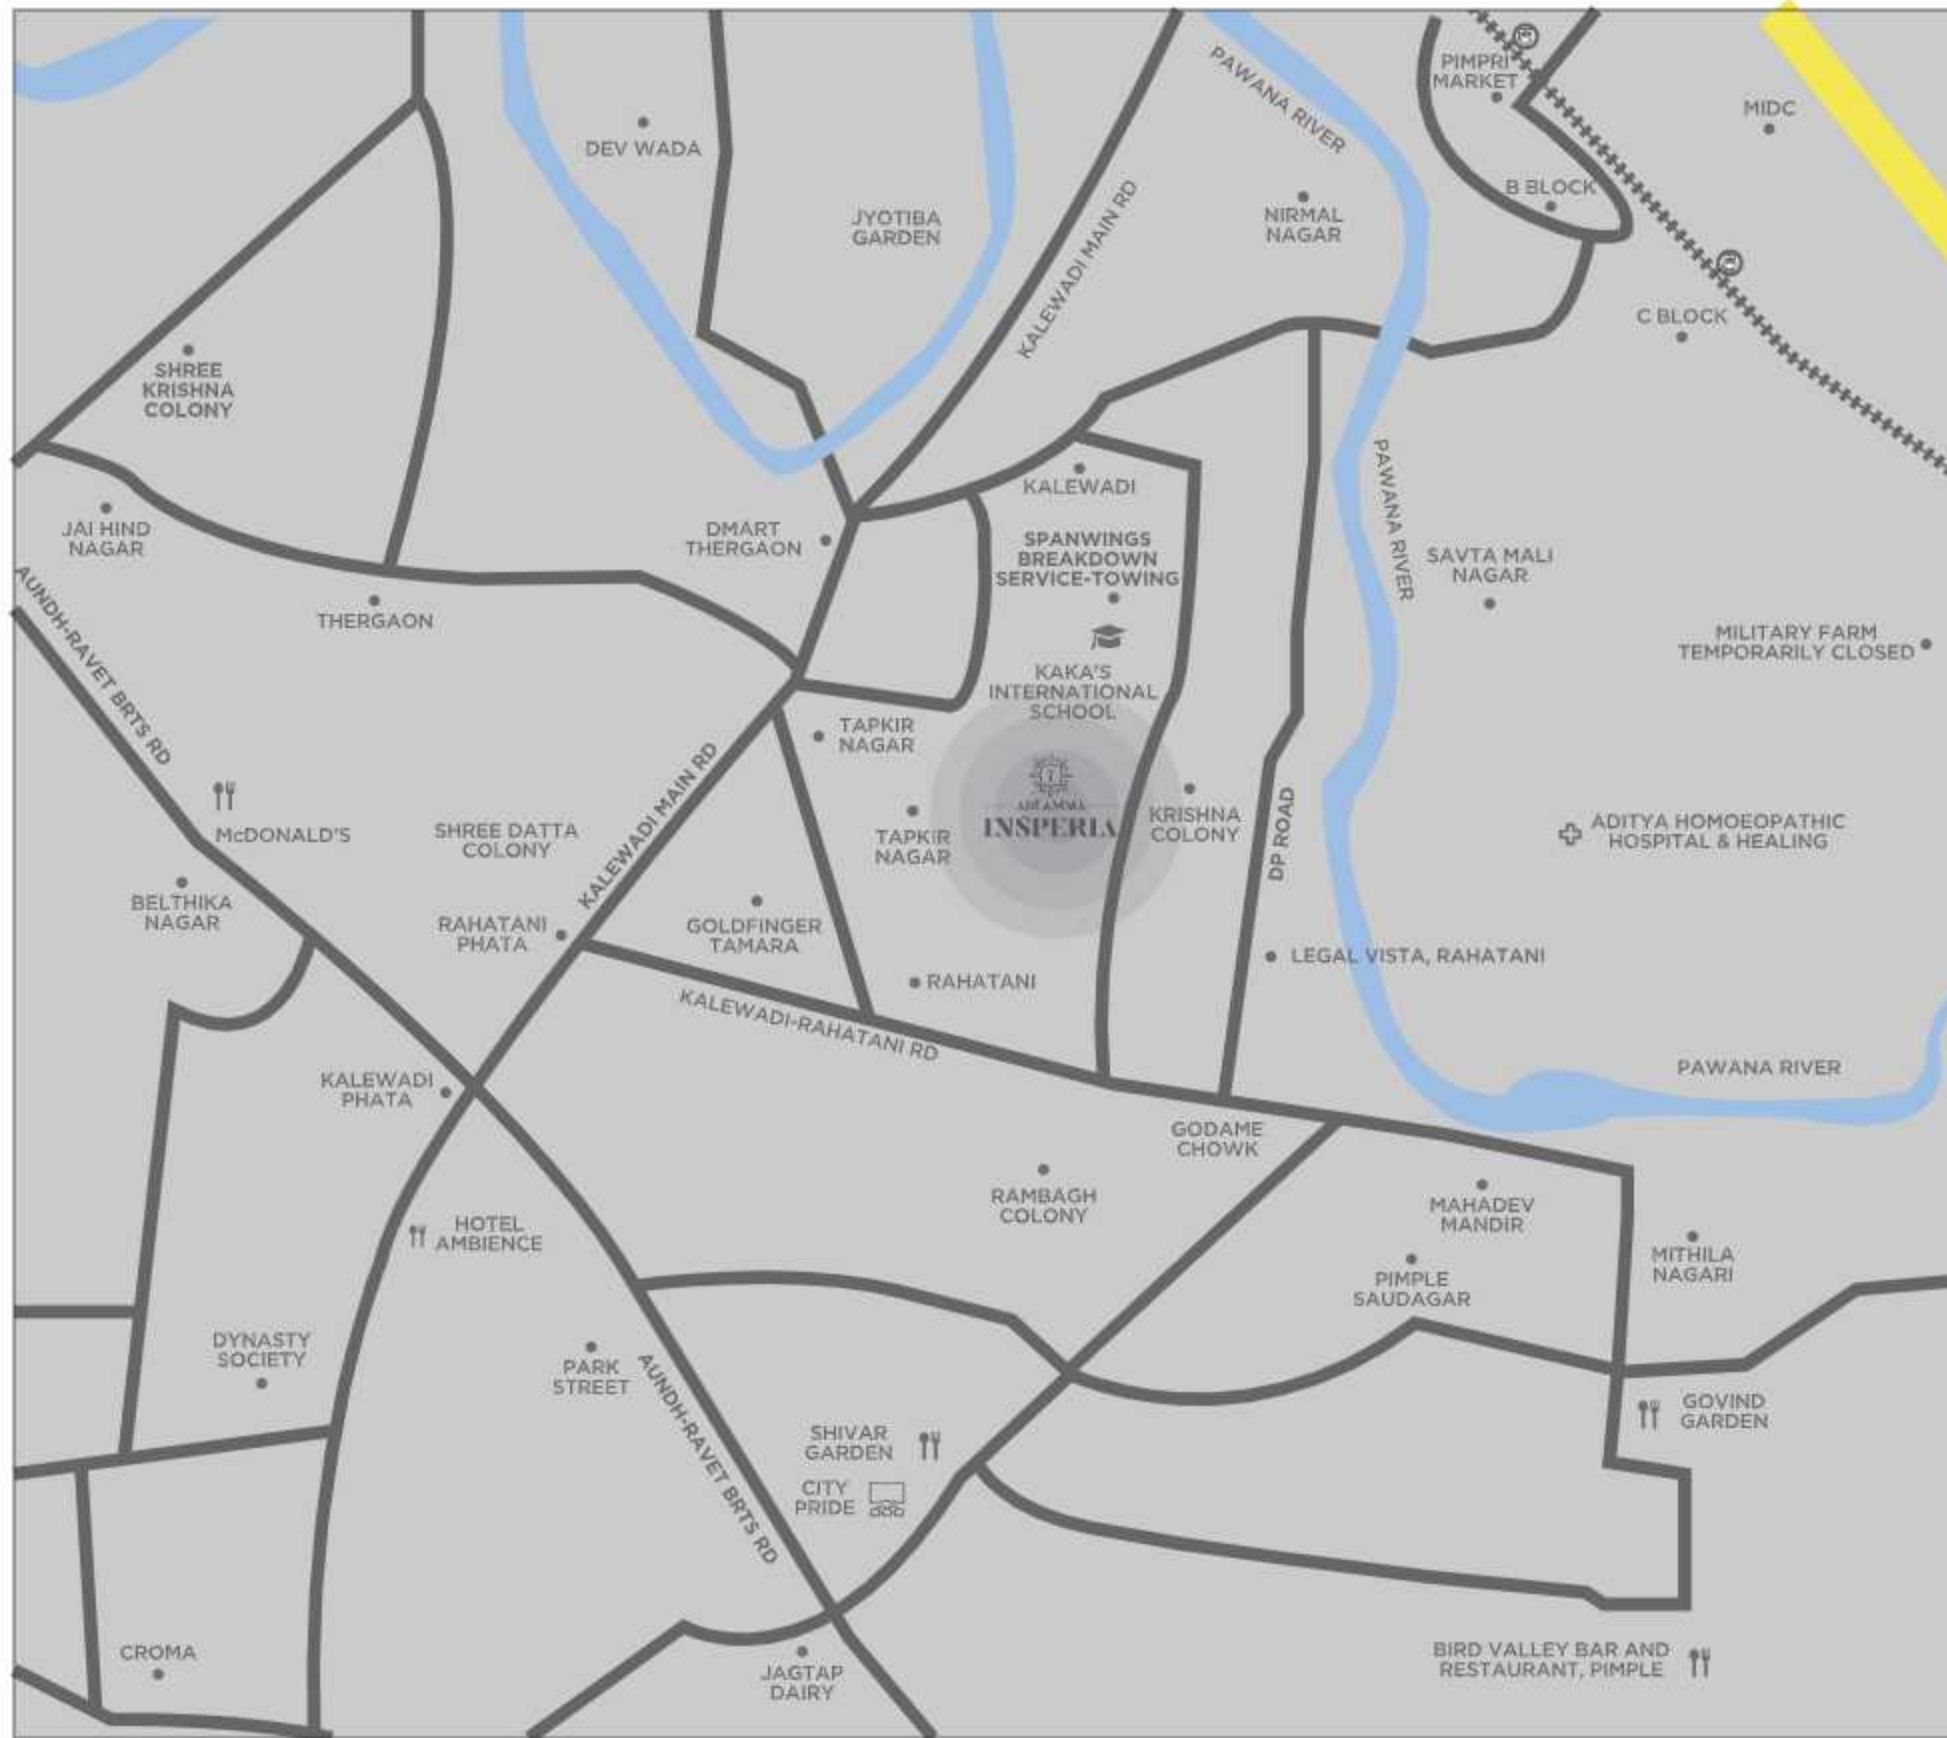 PIMPRI
MARKET
PAWANA RIVER
MIDC
DEV WADA
B BLOCK
JYOTIBA
GARDEN
NIRMAL
NAGAR
KALEWADI MAIN RD
C BLOCK
SHREE
KRISHNA
COLONY
KALEWADI
PAWANA RIVER
JAI HIND
NAGAR
DMART
THERGAON
SPANWINGS
BREAKDOWN
SERVICE-TOWING
SAVTA MALI
NAGAR
THERGAON
AUNDH-RAVET BRTS RD
MILITARY FARM
TEMPORARILY CLOSED
KAKA'S
INTERNATIONAL
SCHOOL
TAPKIR
NAGAR
KALEWADI MAIN RD
McDONALD'S
SHREE DATTA
COLONY
TAPKIR
NAGAR
INSPERIA
KRISHNA
COLONY
DP ROAD
ADITYA HOMOEOPATHIC
HOSPITAL & HEALING
BELTHIKA
NAGAR
RAHATANI
PHATA
GOLDFINGER
TAMARA
LEGAL VISTA, RAHATANI
RAHATANI
KALEWADI-RAHATANI RD
KALEWADI
PHATA
PAWANA RIVER
GODAME
CHOWK
RAMBAGH
COLONY
MAHADEV
MANDIR
HOTEL
AMBIENCE
MITHILA
NAGARI
PIMPLE
SAUDAGAR
DYNASTY
SOCIETY
PARK
STREET
AUNDH-RAVET BRTS RD
GOVIND
GARDEN
SHIVAR
GARDEN
CITY
PRIDE
CROMA
JAGTAP
DAIRY
BIRD VALLEY BAR AND
RESTAURANT, PIMPLE